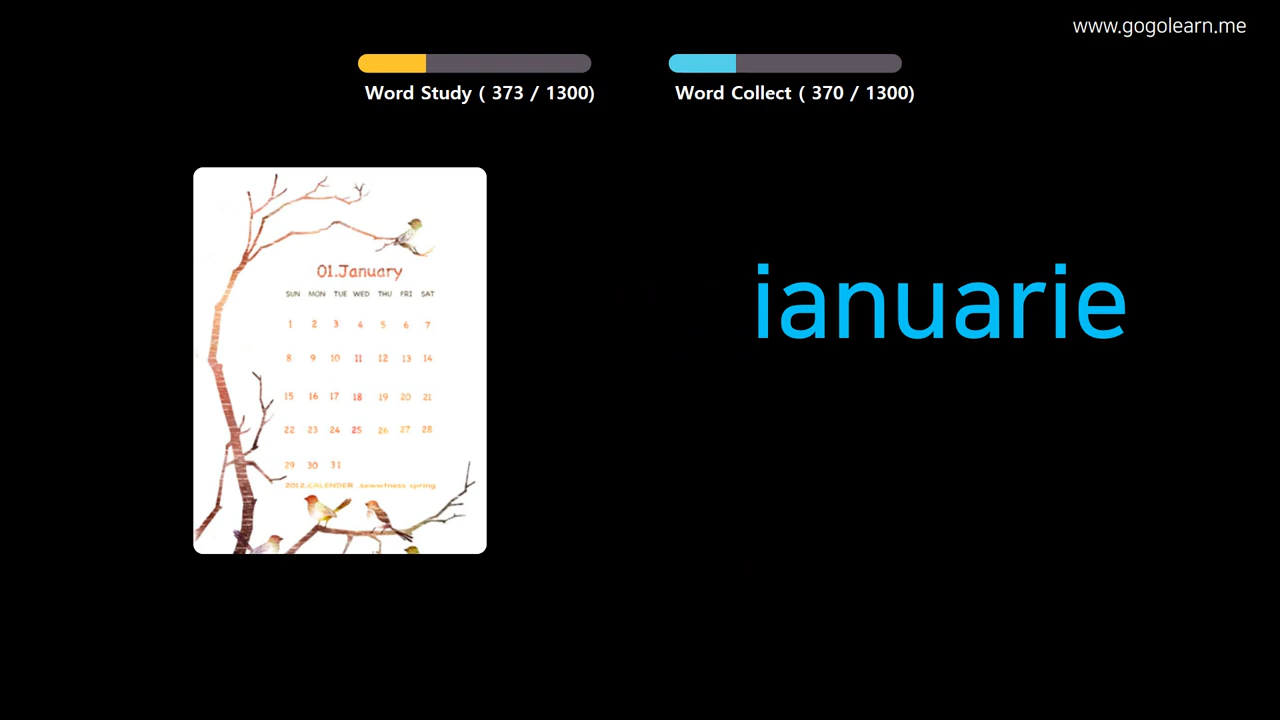 www.gogolearn.me
Word Study ( 373 / 1300) Word Collect ( 370 / 1300)
01.January
SUN MON TUE WED THU FRI SAT
1 2 3 4 5 6 7
ianuarie
8 9 10 11 12 13 14
15 16 17 18 19 20 21
22 23 24 25 26 27 28
29 30 31
2012.CALENDER spring